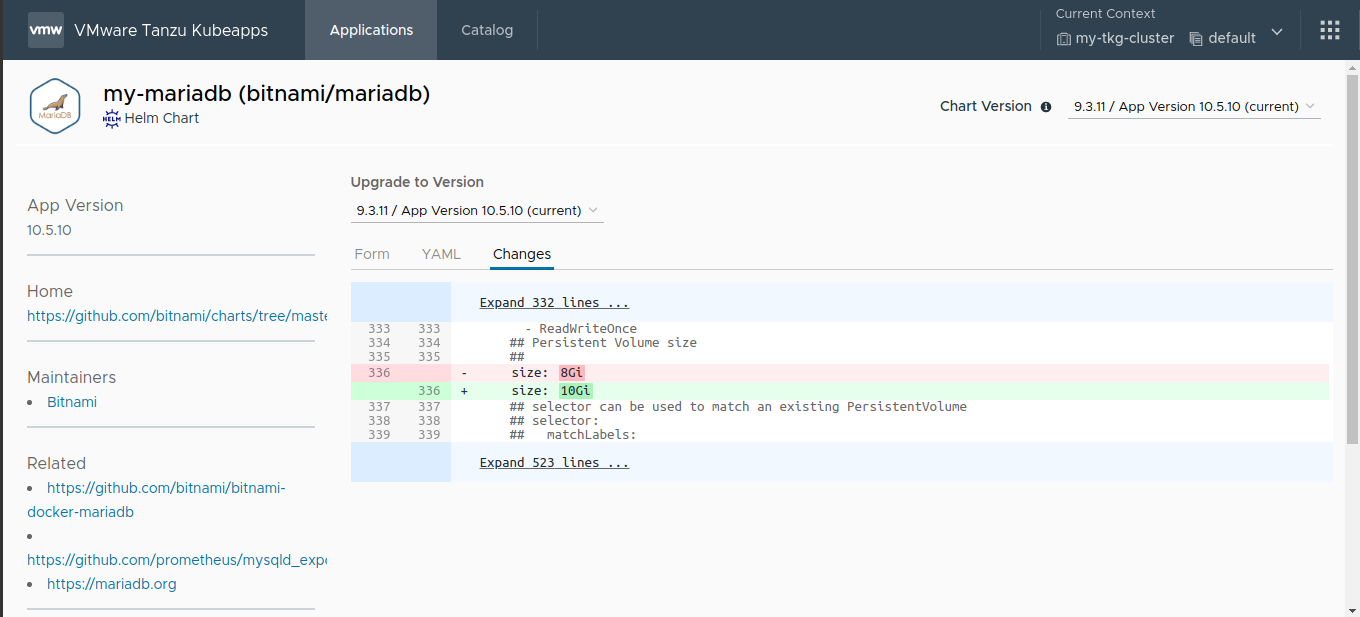 vmw VMware Tanzu Kubeapps
Applications
Catalog
Current Context
my-tkg-cluster default
MariaDB
my-mariadb (bitnami/mariadb)
HELM Helm Chart
Chart Version
9.3.11 / App Version 10.5.10 (current)
App Version
10.5.10
Home
https://github.com/bitnami/charts/tree/maste
Maintainers
• Bitnami
Related
• https://github.com/bitnami/bitnami-
docker-mariadb
•
https://github.com/prometheus/mysqld_expo
• https://mariadb.org
Upgrade to Version
9.3.11 / App Version 10.5.10 (current)
Form YAML Changes
Expand 332 lines ...
333 333 - ReadWriteOnce
334 334 ## Persistent Volume size
335 335 ##
336 - size: 8Gi
336 + size: 10Gi
337 337 ## selector can be used to match an existing PersistentVolume
338 338 ## selector:
339 339 ## matchLabels:
Expand 523 lines ...